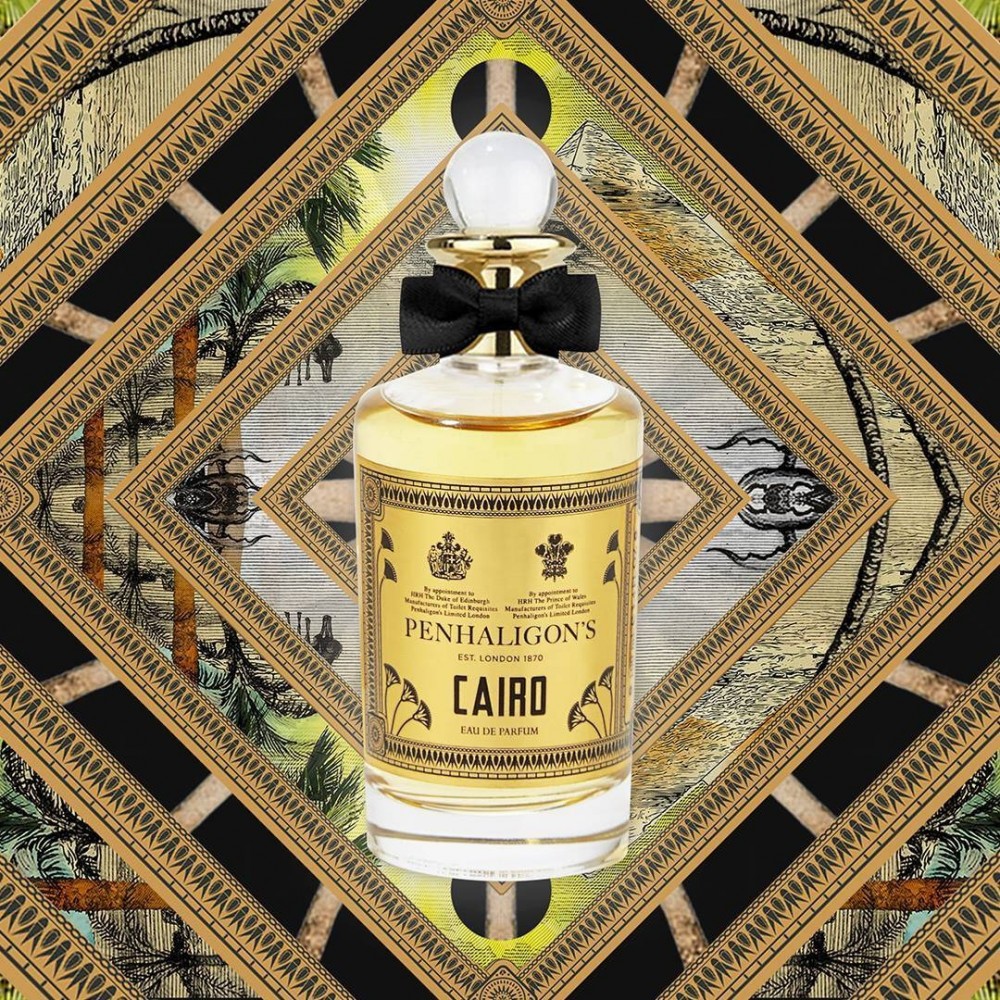 By appointment to
HRH The Duke of Edinburgh
Manufacturers of Toilet Requisites
Penhaligon's Limited London
By appointment to
HRH The Prince of Wales
Manufacturers of Toilet Requisites
Penhaligon's Limited London
PENHALIGON'S
EST. LONDON 1870
CAIRO
EAU DE PARFUM